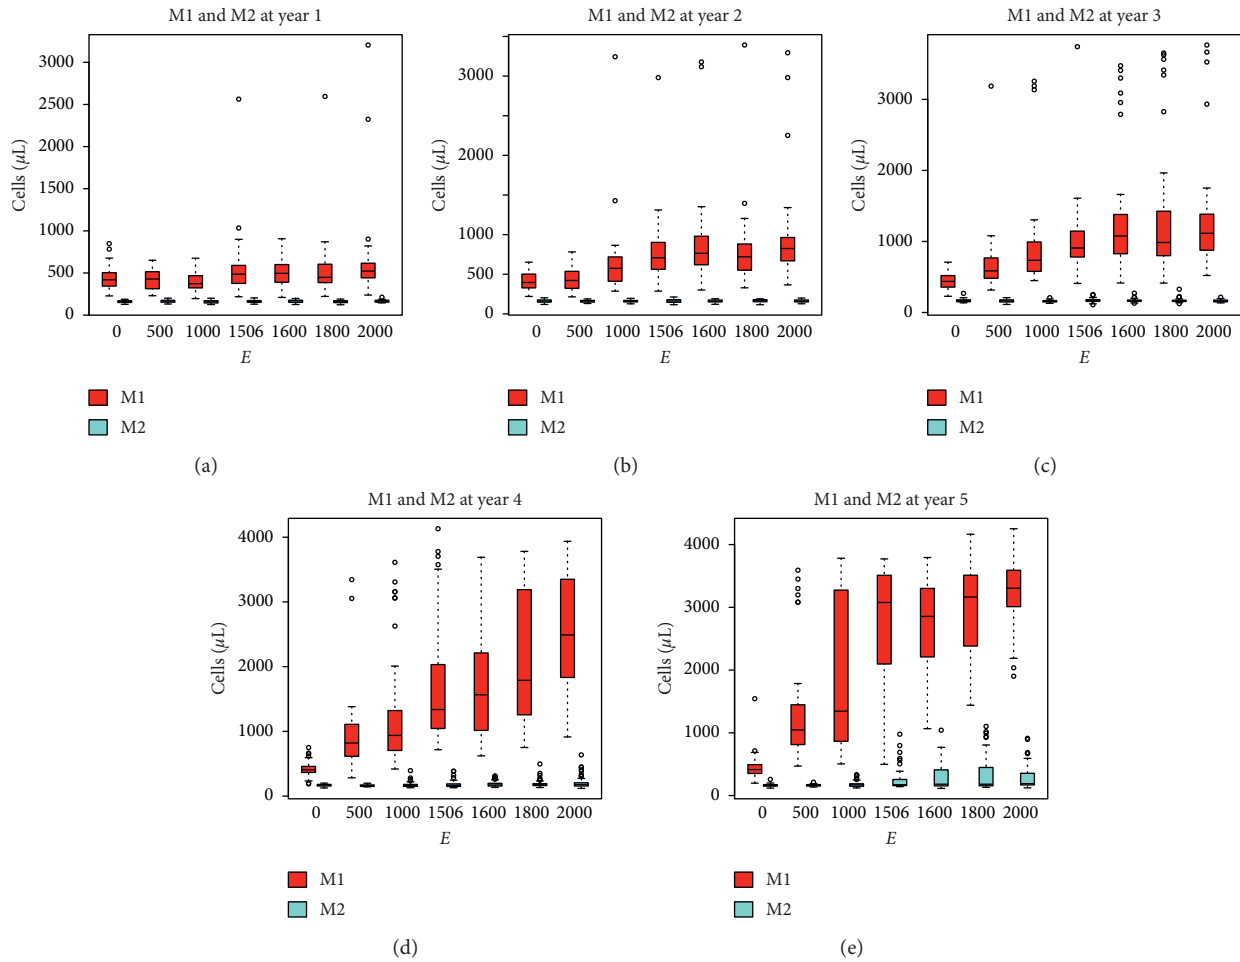 M1 and M2 at year 1
3000
2500
2000
1500
1000
500
0
Cells (μL)
0 500 1000 1506 1600 1800 2000
E
M1
M2
(a)
M1 and M2 at year 2
3000
2000
1000
500
0
Cells (μL)
0 500 1000 1506 1600 1800 2000
E
M1
M2
(b)
M1 and M2 at year 3
3000
2000
1000
0
Cells (μL)
0 500 1000 1506 1600 1800 2000
E
M1
M2
(c)
M1 and M2 at year 4
4000
3000
2000
1000
0
Cells (μL)
0 500 1000 1506 1600 1800 2000
E
M1
M2
(d)
M1 and M2 at year 5
4000
3000
2000
1000
0
Cells (μL)
0 500 1000 1506 1600 1800 2000
E
M1
M2
(e)